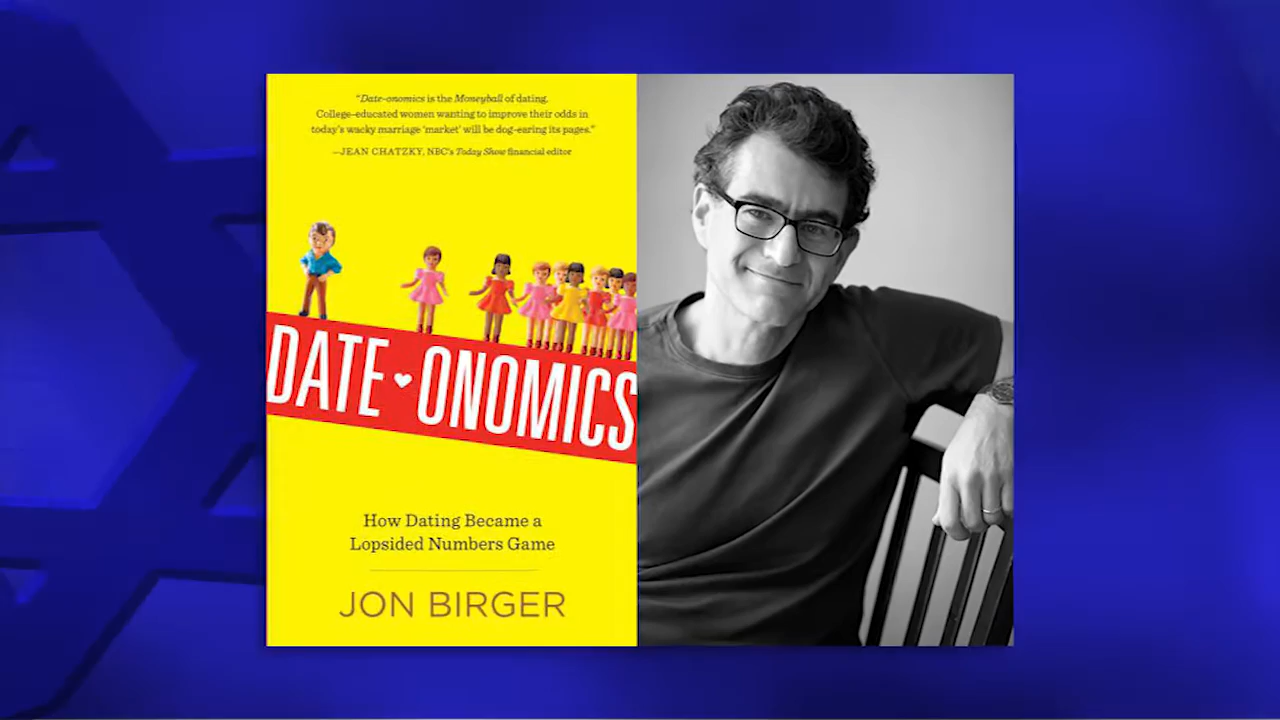 “Date-onomics is the Moneyball of dating.
College-educated women wanting to improve their odds in
today’s wacky marriage ‘market’ will be dog-earing its pages.”
—JEAN CHATZKY, NBC’s Today Show financial editor
DATE♥ONOMICS
How Dating Became a
Lopsided Numbers Game
JON BIRGER